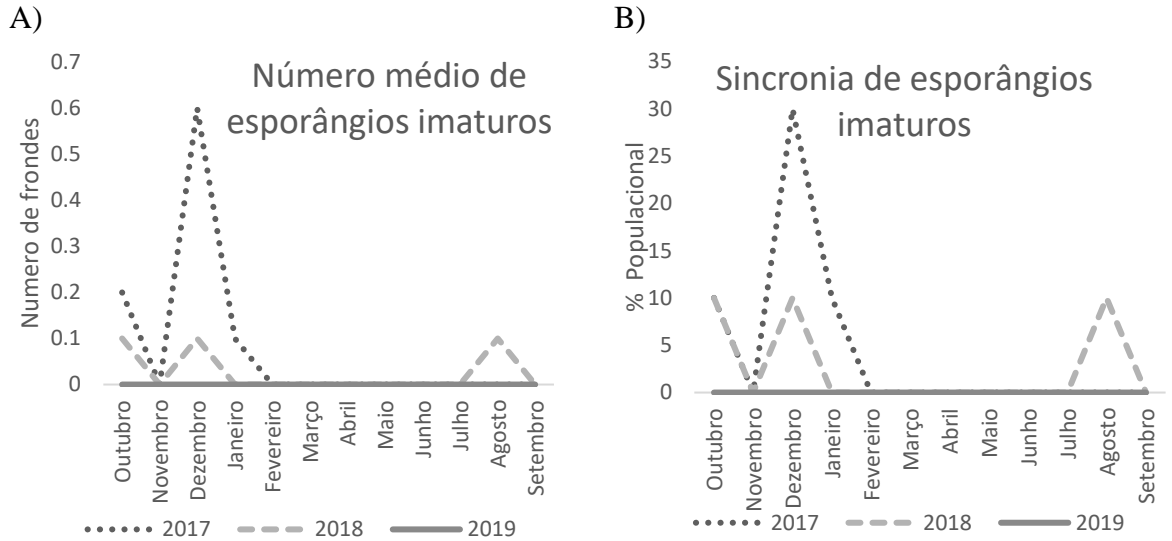 A)
Número médio de
esporângios imaturos
Numero de frondes
0.7
0.6
0.5
0.4
0.3
0.2
0.1
0
Outubro
Novembro
Dezembro
Janeiro
Fevereiro
Março
Abril
Maio
Junho
Julho
Agosto
Setembro
2017
2018
2019
B)
Sincronia de esporângios
imaturos
% Populacional
35
30
25
20
15
10
5
0
Outubro
Novembro
Dezembro
Janeiro
Fevereiro
Março
Abril
Maio
Junho
Julho
Agosto
Setembro
2017
2018
2019